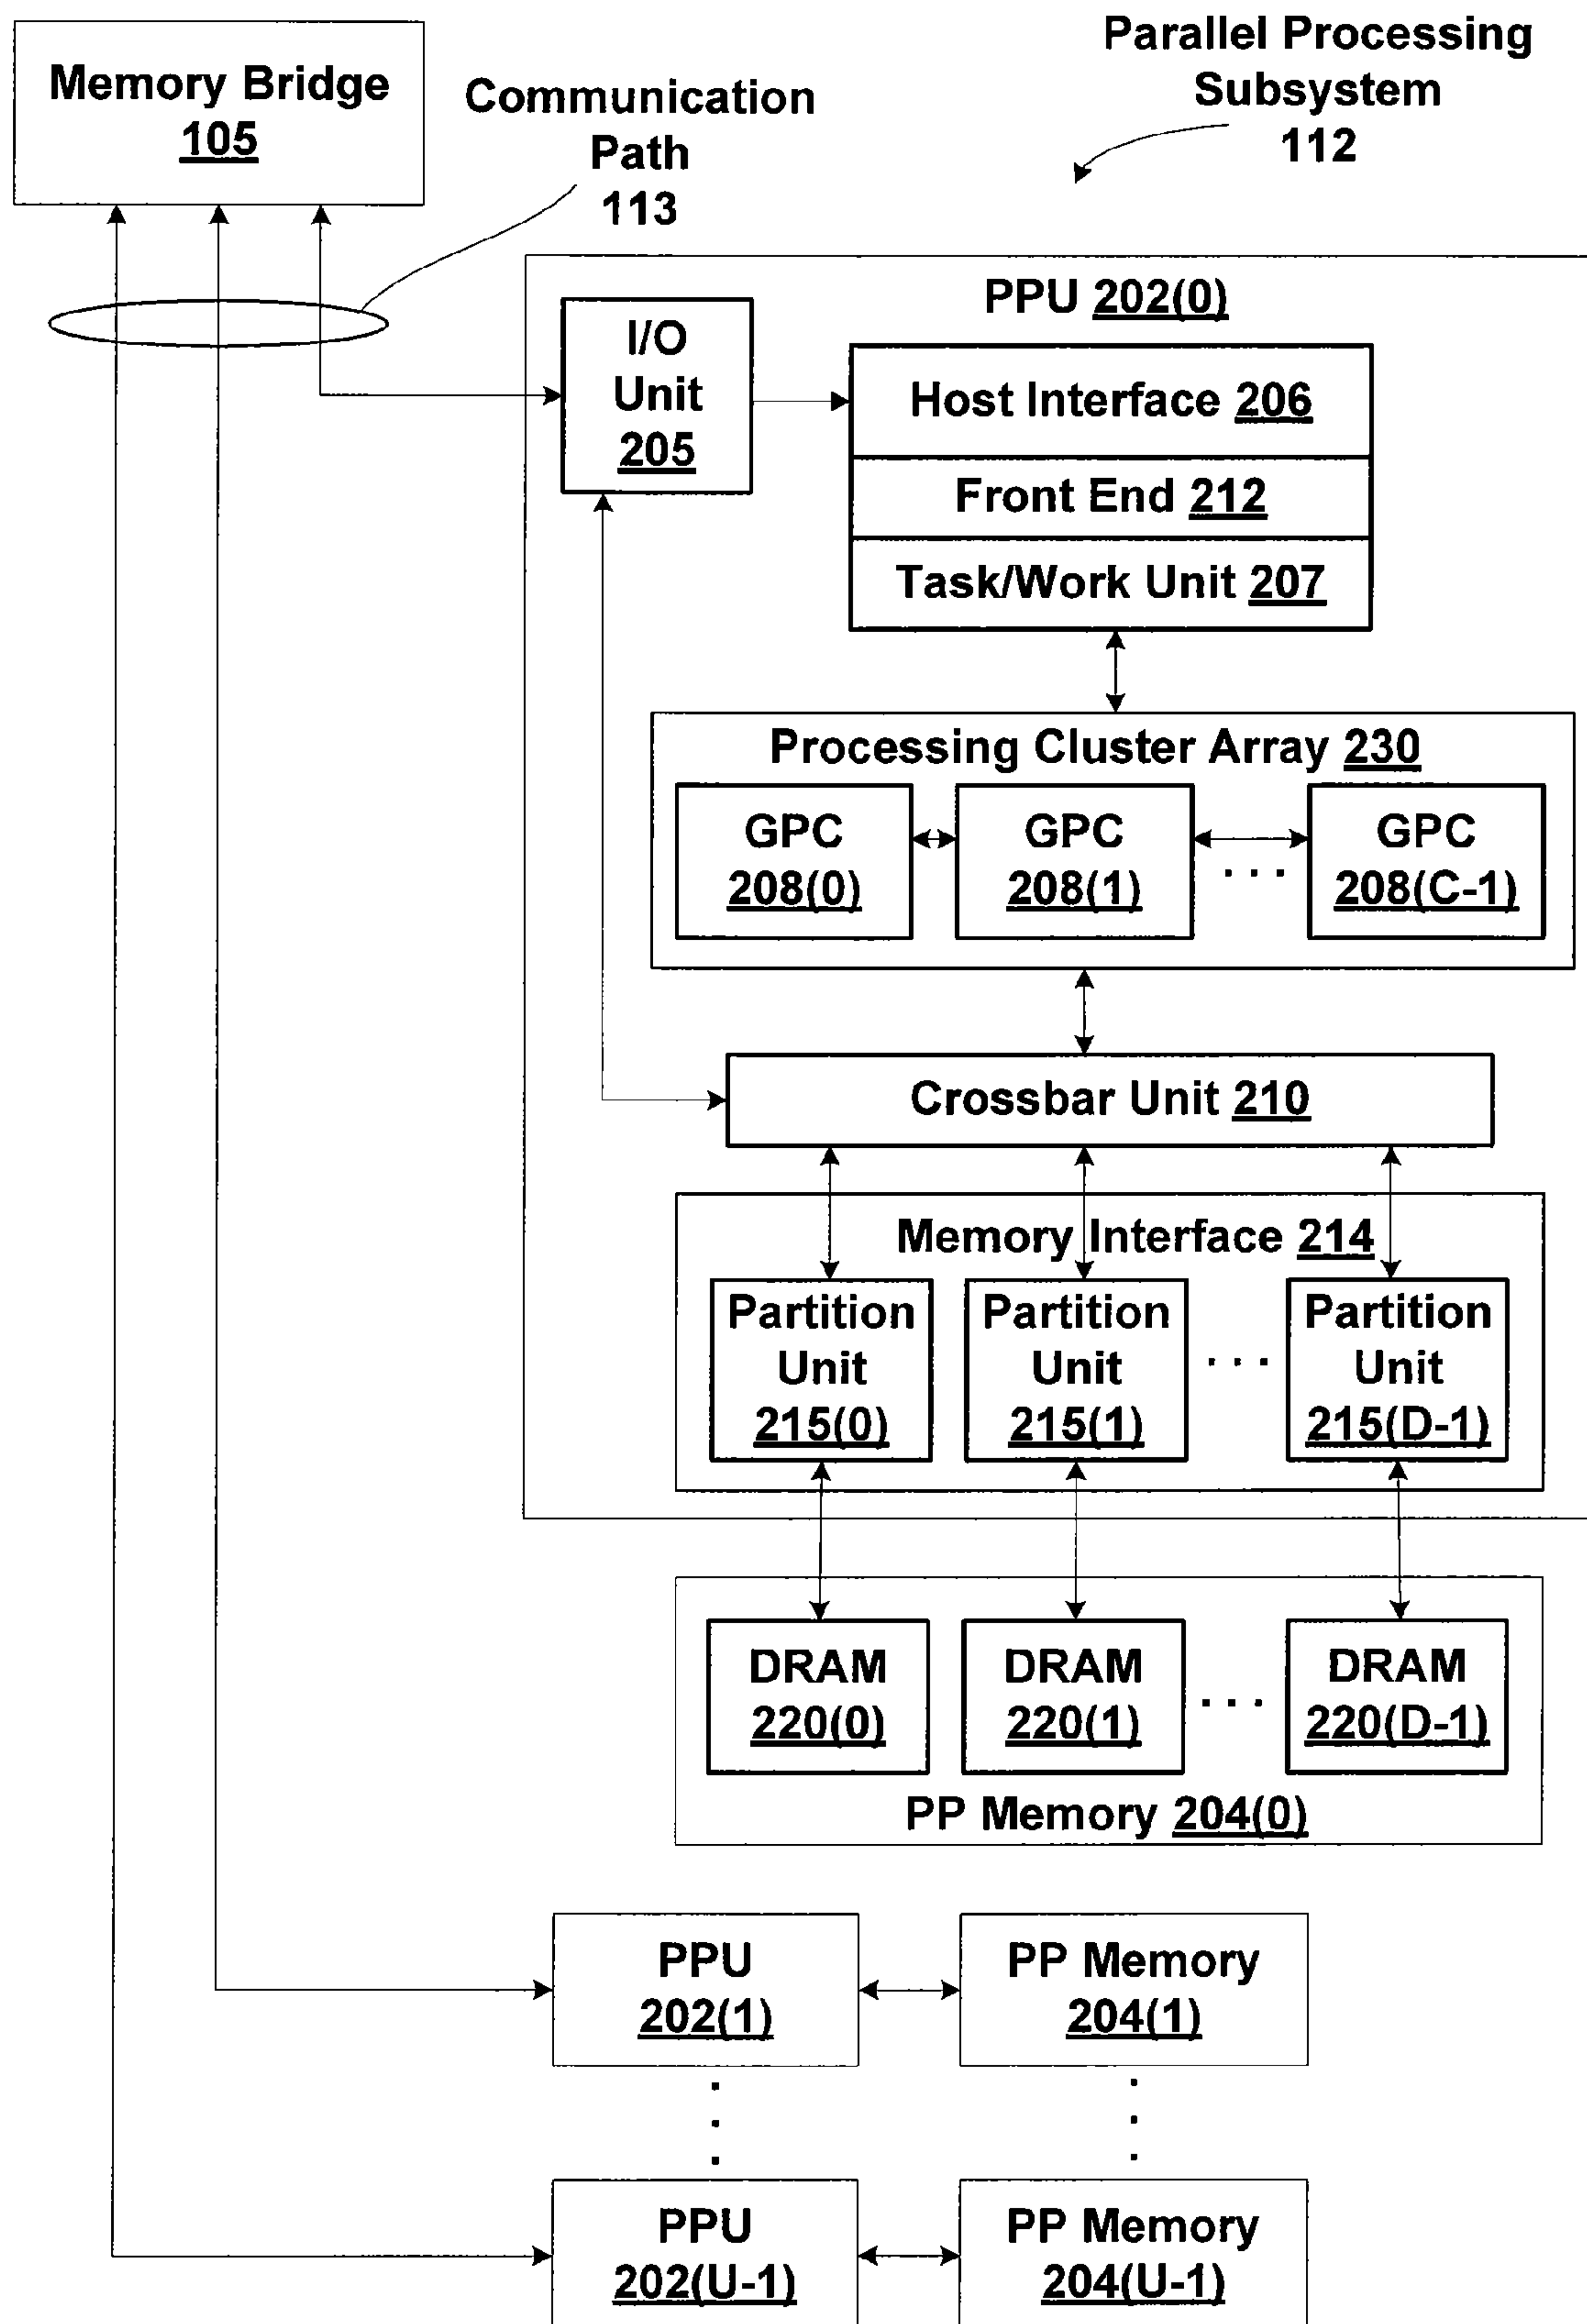 Parallel Processing
Subsystem
112
Memory Bridge
105
Communication
Path
113
PPU 202(0)
I/O
Unit
205
Host Interface 206
Front End 212
Task/Work Unit 207
Processing Cluster Array 230
GPC
208(0)
GPC
208(1)
. . .
GPC
208(C-1)
Crossbar Unit 210
Memory Interface 214
Partition
Unit
215(0)
Partition
Unit
215(1)
. . .
Partition
Unit
215(D-1)
DRAM
220(0)
DRAM
220(1)
. . .
DRAM
220(D-1)
PP Memory 204(0)
PPU
202(1)
PP Memory
204(1)
PPU
202(U-1)
PP Memory
204(U-1)